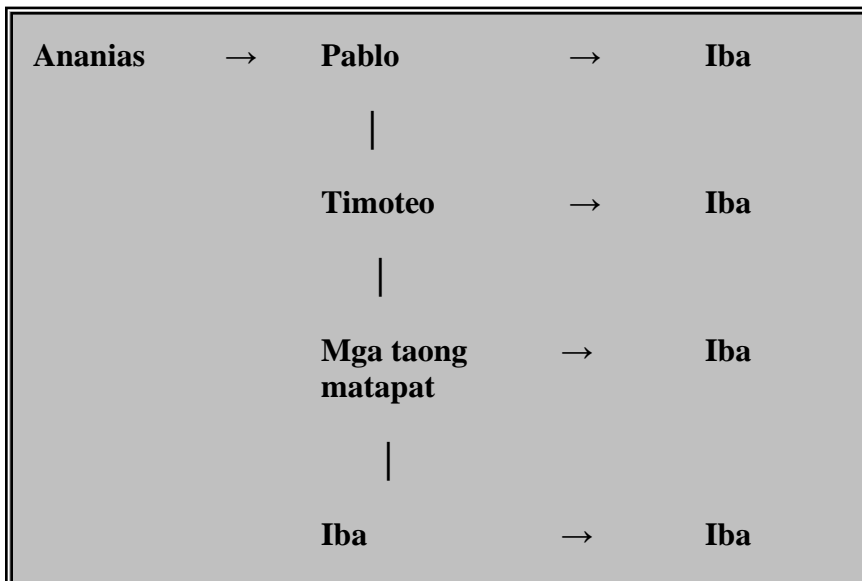 Ananias → Pablo → Iba
|
Timoteo → Iba
|
Mga taong → Iba
matapat
|
Iba → Iba